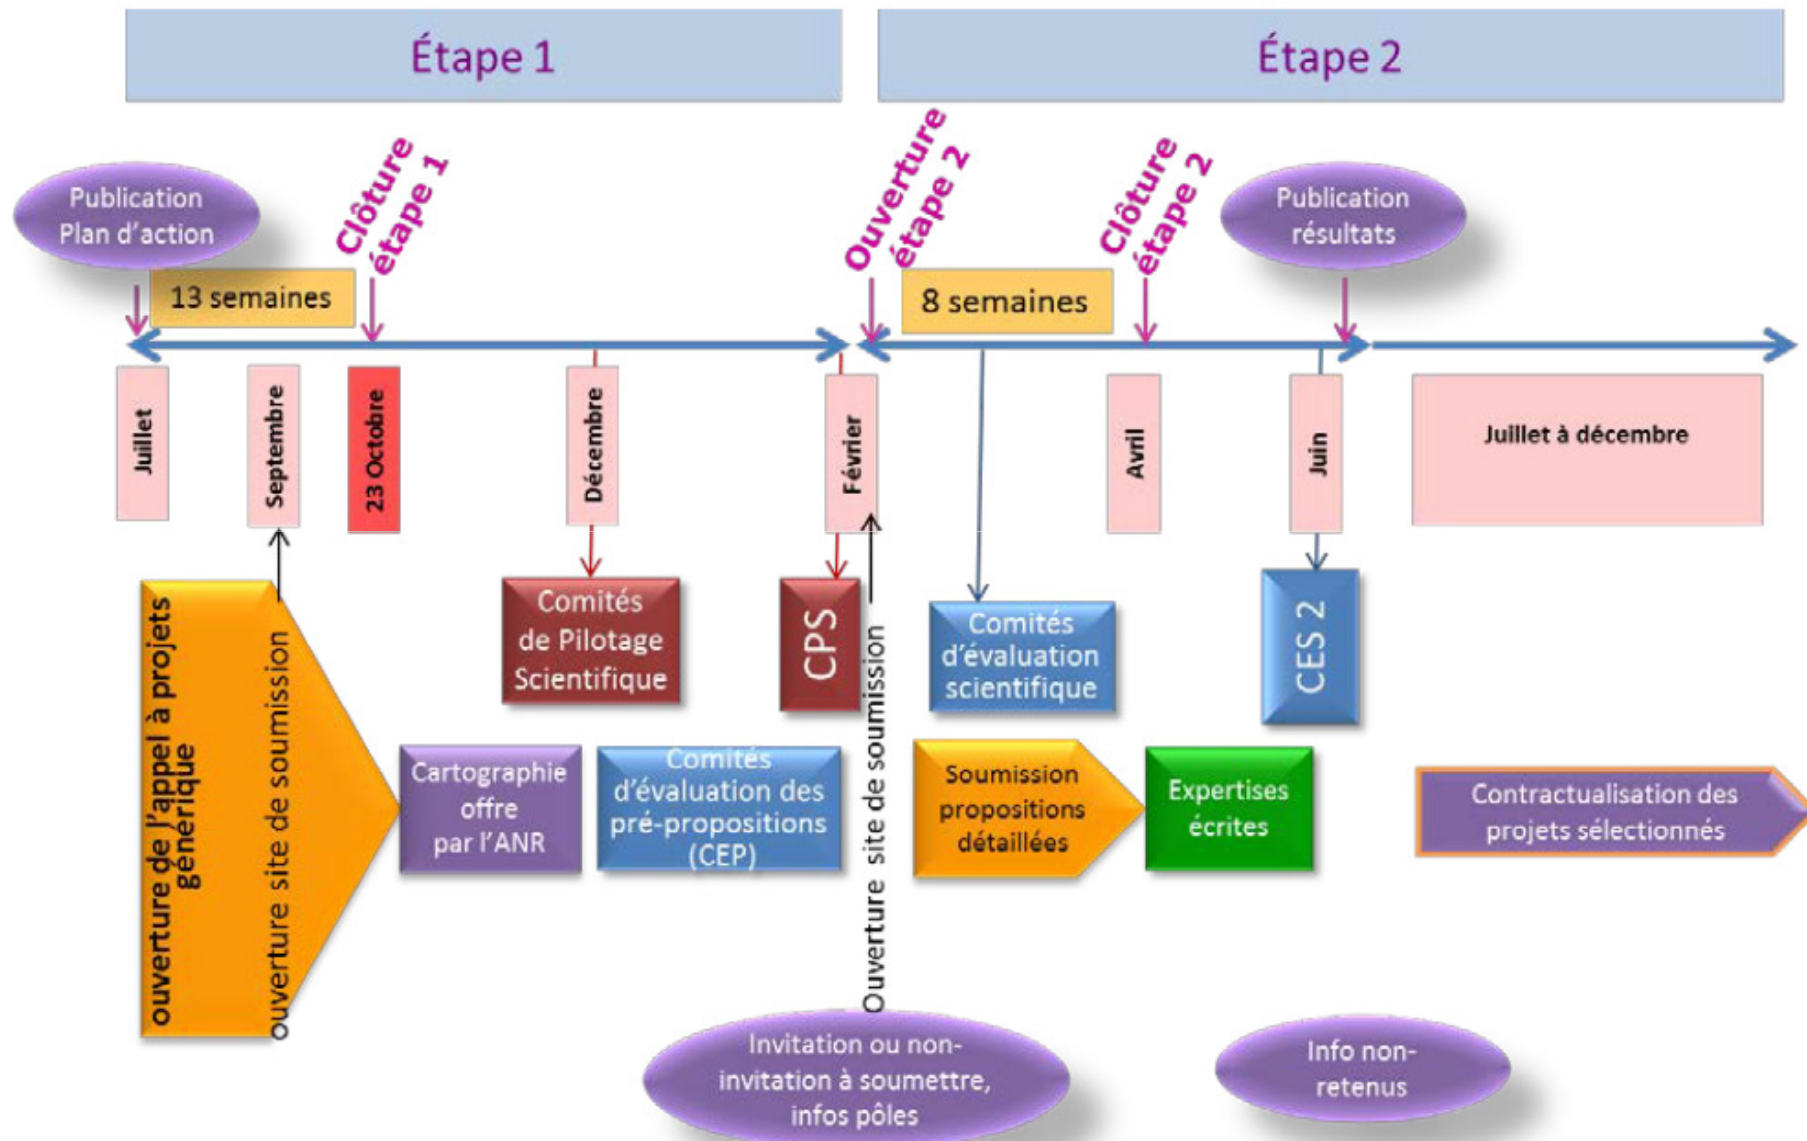 Étape 1
Étape 2
Publication
Plan d'action
Clôture
étape 1
Ouverture
étape 2
Clôture
étape 2
Publication
résultats
13 semaines
8 semaines
Juillet
Septembre
23 Octobre
Décembre
Février
Avril
Juin
Juillet à décembre
ouverture de l'appel à projets
générique
ouverture site de soumission
Comités
de Pilotage
Scientifique
CPS
Ouverture site de soumission
Comités
d'évaluation
scientifique
CES 2
Cartographie
offre
par l'ANR
Comités
d'évaluation des
pré-propositions
(CEP)
Soumission
propositions
détaillées
Expertises
écrites
Contractualisation des
projets sélectionnés
Invitation ou non-
invitation à soumettre,
infos pôles
Info non-
retenus